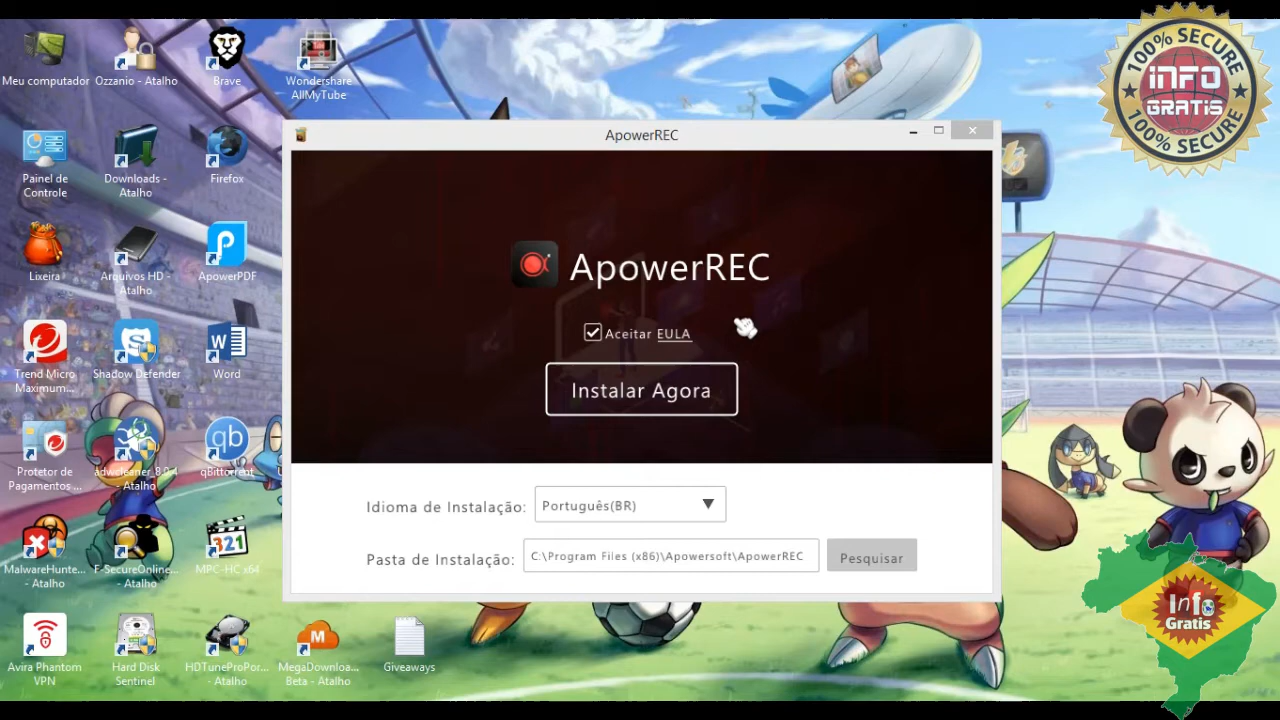 Meu computador
Ozzanio - Atalho
Brave
Wondershare
AllMyTube
Painel de
Controle
Downloads -
Atalho
Firefox
Lixeira
Arquivos HD -
Atalho
ApowerPDF
Trend Micro
Maximum...
Shadow Defender
Word
Protetor de
Pagamentos ...
adwcleaner_8.0.4
- Atalho
qBittorrent
MalwareHunte...
- Atalho
F-SecureOnline...
- Atalho
MPC-HC x64
Avira Phantom
VPN
Hard Disk
Sentinel
HDTuneProPor...
- Atalho
MegaDownloa...
Beta - Atalho
Giveaways
ApowerREC
ApowerREC
Aceitar EULA
Instalar Agora
Idioma de Instalação:
Português(BR)
Pasta de Instalação:
C:\Program Files (x86)\Apowersoft\ApowerREC
Pesquisar
100% SECURE
INFO
GRATIS
100% SECURE
Info
Gratis